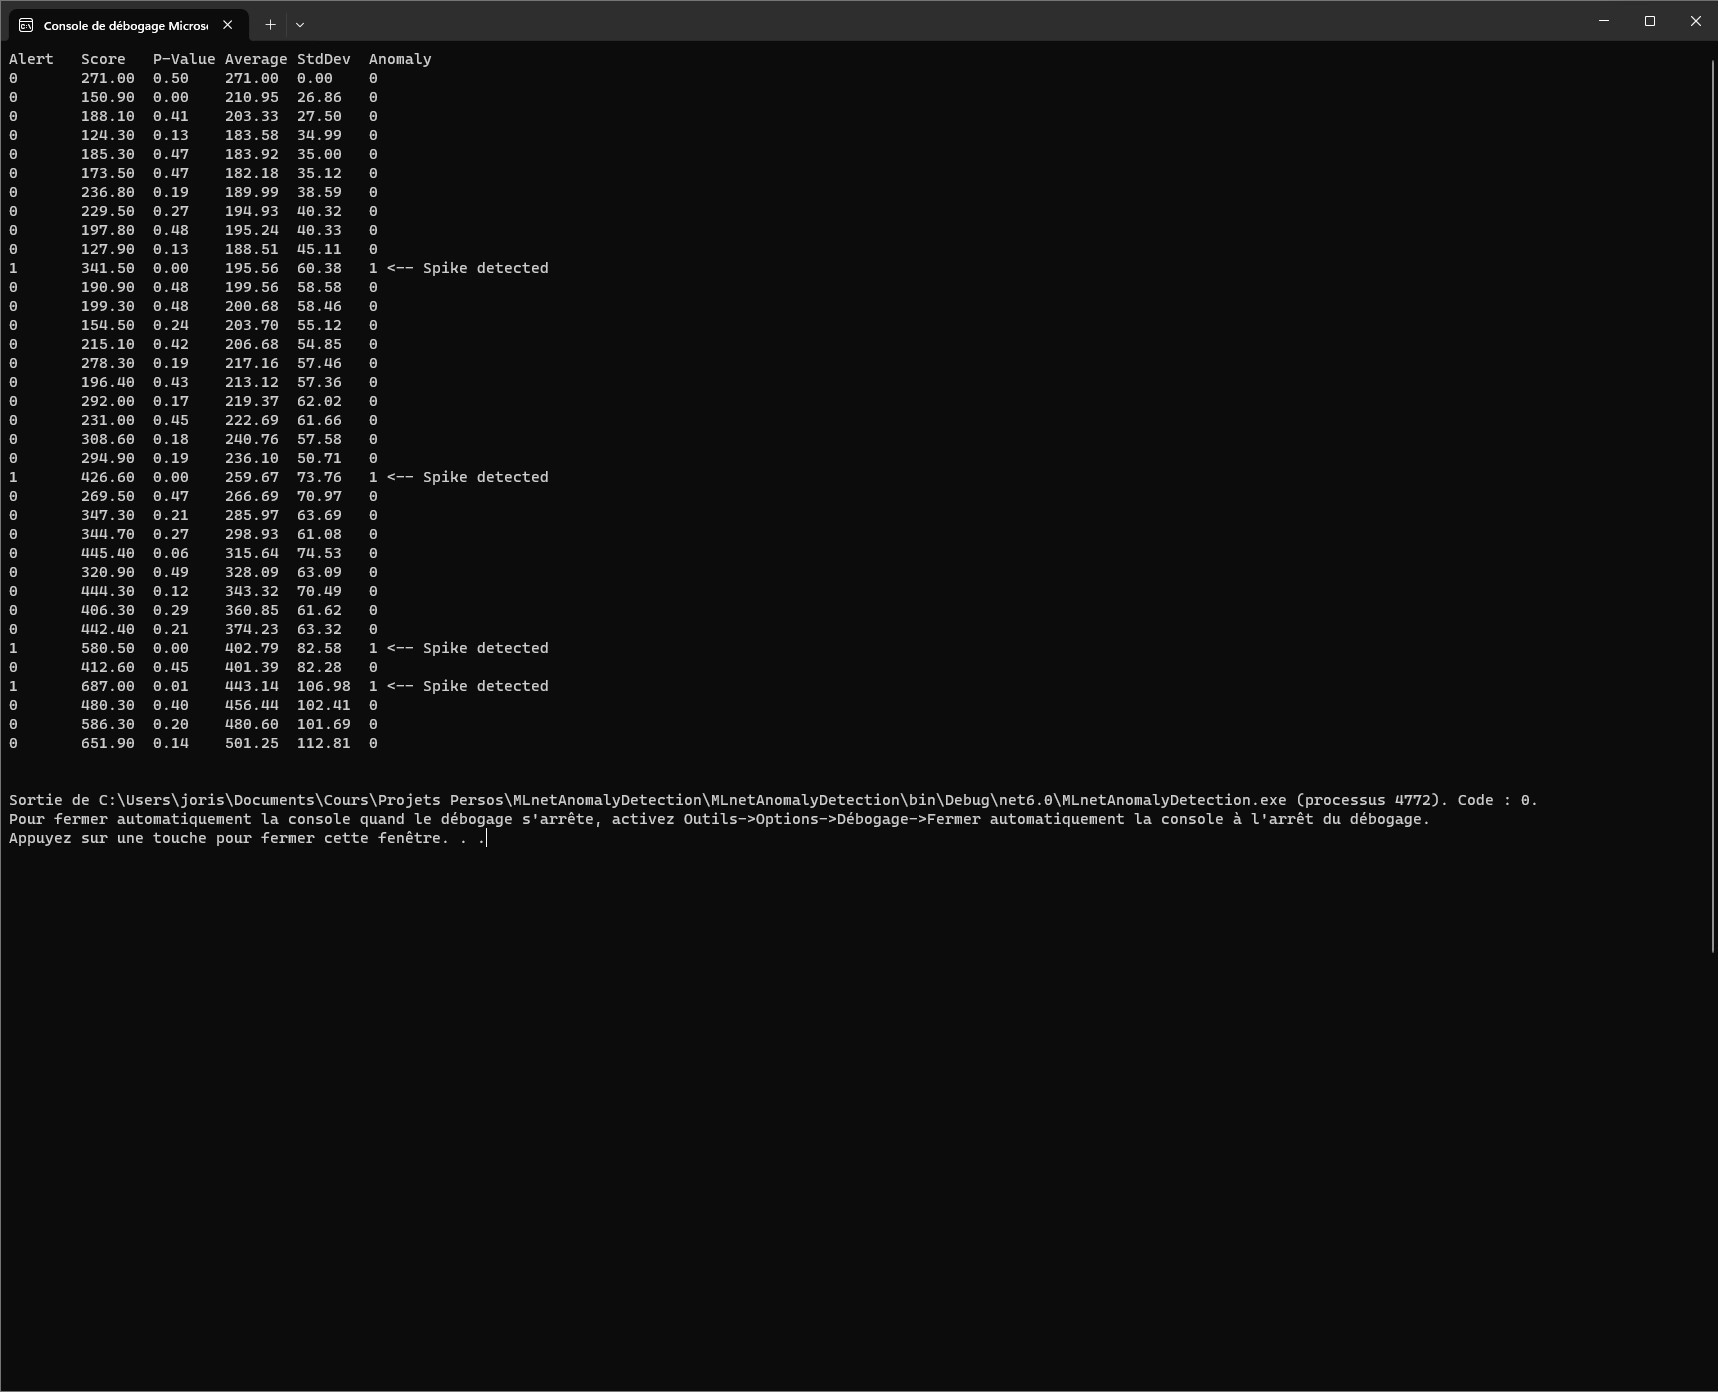 Console de débogage Micros
Alert Score P-Value Average StdDev Anomaly
0 271.00 0.50 271.00 0.00 0
0 150.90 0.00 210.95 26.86 0
0 188.10 0.41 203.33 27.50 0
0 124.30 0.13 183.58 34.99 0
0 185.30 0.47 183.92 35.00 0
0 173.50 0.47 182.18 35.12 0
0 236.80 0.19 189.99 38.59 0
0 229.50 0.27 194.93 40.32 0
0 197.80 0.48 195.24 40.33 0
0 127.90 0.13 188.51 45.11 0
1 341.50 0.00 195.56 60.38 1 <-- Spike detected
0 190.90 0.48 199.56 58.58 0
0 199.30 0.48 200.68 58.46 0
0 154.50 0.24 203.70 55.12 0
0 215.10 0.42 206.68 54.85 0
0 278.30 0.19 217.16 57.46 0
0 196.40 0.43 213.12 57.36 0
0 292.00 0.17 219.37 62.02 0
0 231.00 0.45 222.69 61.66 0
0 308.60 0.18 240.76 57.58 0
0 294.90 0.19 236.10 50.71 0
1 426.60 0.00 259.67 73.76 1 <-- Spike detected
0 269.50 0.47 266.69 70.97 0
0 347.30 0.21 285.97 63.69 0
0 344.70 0.27 298.93 61.08 0
0 445.40 0.06 315.64 74.53 0
0 320.90 0.49 328.09 63.09 0
0 444.30 0.12 343.32 70.49 0
0 406.30 0.29 360.85 61.62 0
0 442.40 0.21 374.23 63.32 0
1 580.50 0.00 402.79 82.58 1 <-- Spike detected
0 412.60 0.45 401.39 82.28 0
1 687.00 0.01 443.14 106.98 1 <-- Spike detected
0 480.30 0.40 456.44 102.41 0
0 586.30 0.20 480.60 101.69 0
0 651.90 0.14 501.25 112.81 0
Sortie de C:\Users\joris\Documents\Cours\Projets Persos\MLnetAnomalyDetection\MLnetAnomalyDetection\bin\Debug\net6.0\MLnetAnomalyDetection.exe (processus 4772). Code : 0.
Pour fermer automatiquement la console quand le débogage s'arrête, activez Outils->Options->Débogage->Fermer automatiquement la console à l'arrêt du débogage.
Appuyez sur une touche pour fermer cette fenêtre. . .